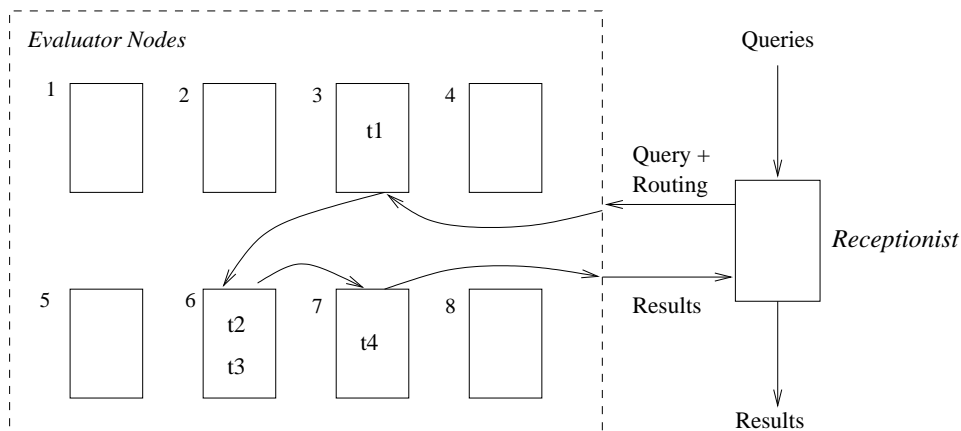 Evaluator Nodes
Queries
1
2
3
4
t1
Query +
Routing
Receptionist
5
6
7
8
t2
t3
t4
Results
Results